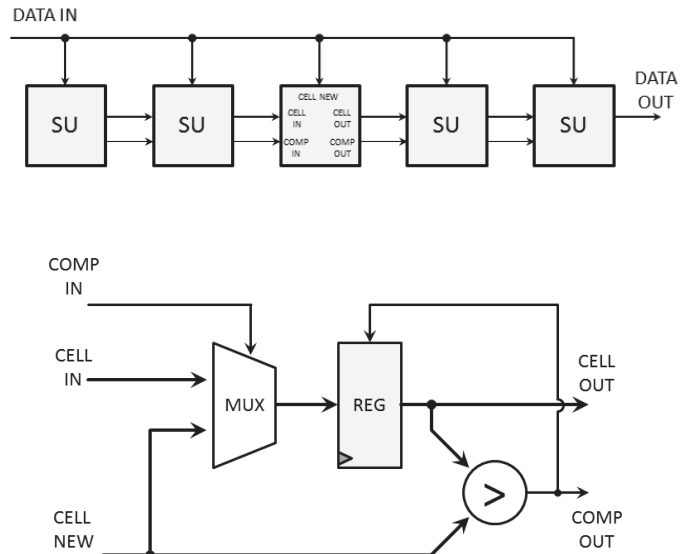 DATA IN
DATA
OUT
SU
SU
CELL NEW
CELL
IN
CELL
OUT
COMP
IN
COMP
OUT
SU
SU
COMP
IN
CELL
IN
MUX
REG
CELL
OUT
>
CELL
NEW
COMP
OUT